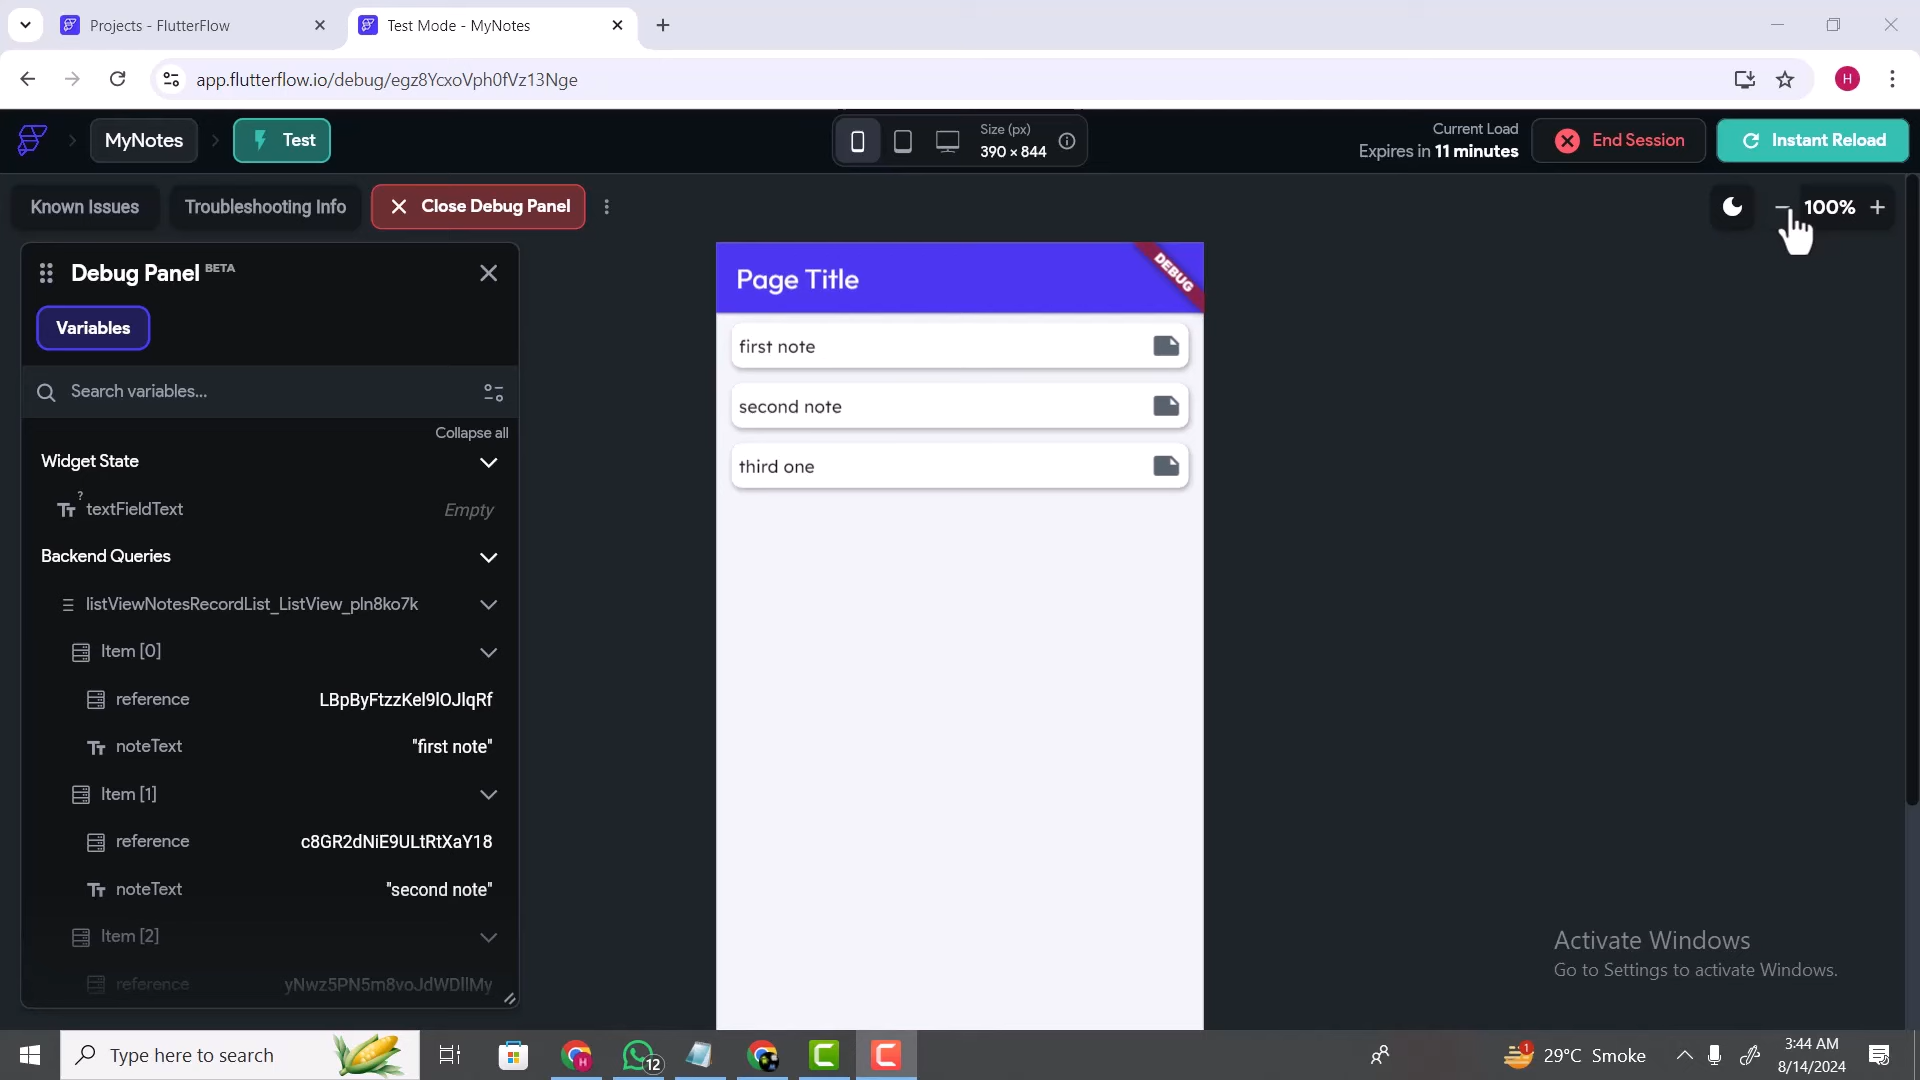 Projects - FlutterFlow
Test Mode - MyNotes
app.flutterflow.io/debug/egz8YcxoVph0fVz13Nge
H
MyNotes
Test
Size (px)
390 × 844
Current Load
Expires in 11 minutes
End Session
Instant Reload
Known Issues
Troubleshooting Info
Close Debug Panel
100%
Debug Panel BETA
Variables
Search variables...
Collapse all
Widget State
textFieldText Empty
Backend Queries
listViewNotesRecordList_ListView_pln8ko7k
Item [0]
reference LBpByFtzzKel9lOJlqRf
noteText "first note"
Item [1]
reference c8GR2dNiE9ULtRtXaY18
noteText "second note"
Item [2]
reference yNwz5PN5m8voJdWDllMy
Page Title
DEBUG
first note
second note
third one
Activate Windows
Go to Settings to activate Windows.
Type here to search
H
12
1
29°C Smoke
3:44 AM
8/14/2024